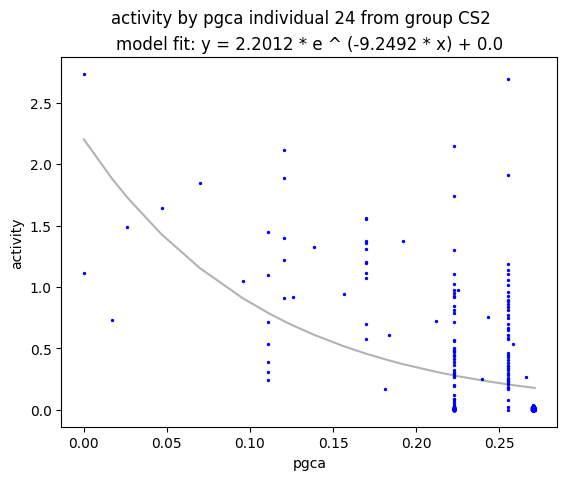 activity by pgca individual 24 from group CS2
model fit: y = 2.2012 * e ^ (-9.2492 * x) + 0.0
activity
2.5
2.0
1.5
1.0
0.5
0.0
0.00 0.05 0.10 0.15 0.20 0.25
pgca